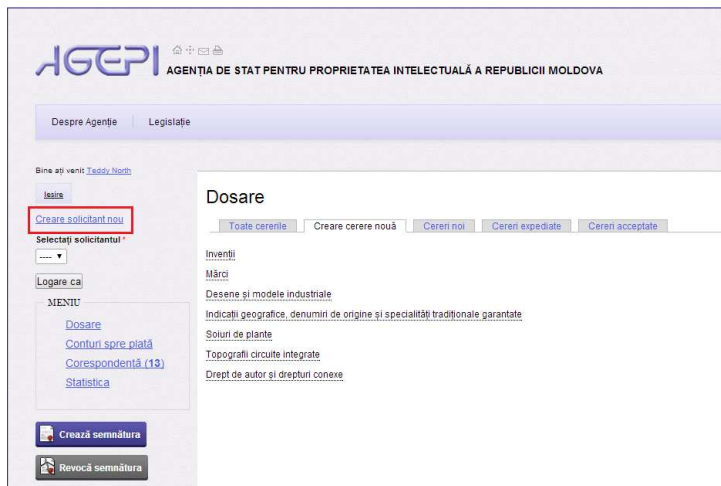 AGEPI
AGENȚIA DE STAT PENTRU PROPRIETATEA INTELECTUALĂ A REPUBLICII MOLDOVA
Despre Agenție
Legislație
Bine ați venit Teddy North
Iesire
Creare solicitant nou
Selectați solicitantul *
----
Logare ca
MENIU
Dosare
Conturi spre plată
Corespondentă (13)
Statistica
Crează semnătura
Revocă semnătura
Dosare
Toate cererile
Creare cerere nouă
Cereri noi
Cereri expediate
Cereri acceptate
Invenții
Mărci
Desene și modele industriale
Indicații geografice, denumiri de origine și specialități tradiționale garantate
Soiuri de plante
Topografii circuite integrate
Drept de autor și drepturi conexe